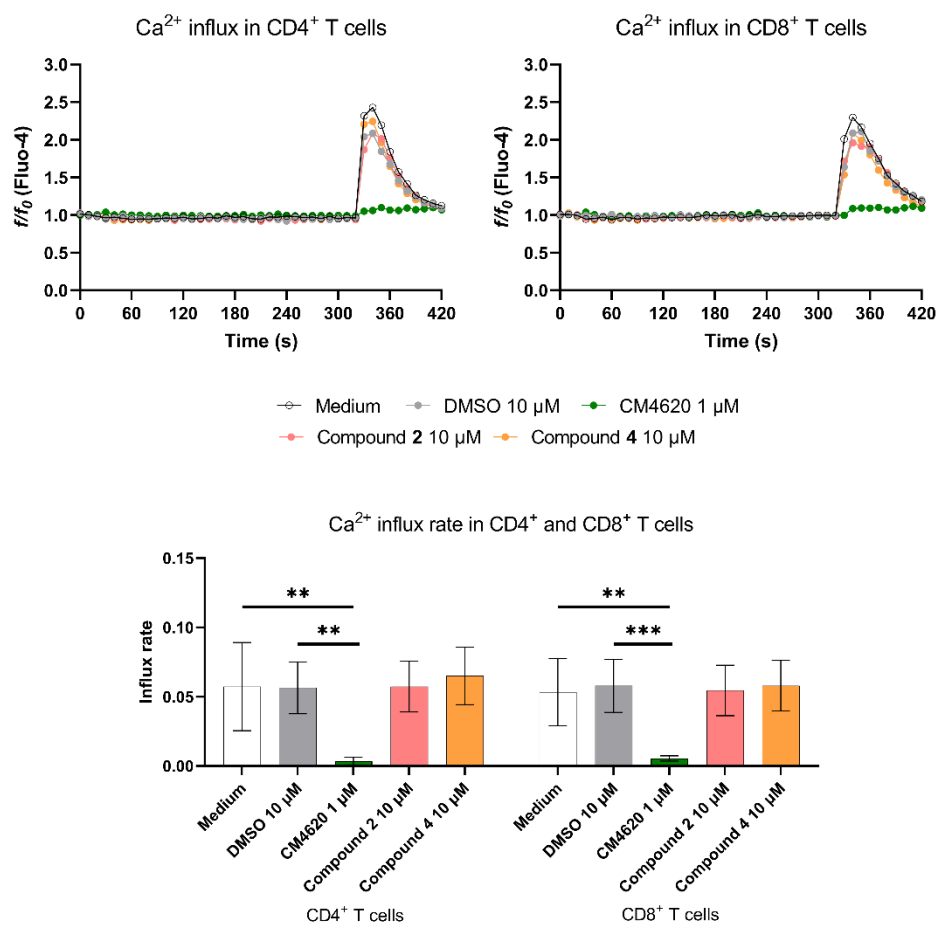 Ca²⁺ influx in CD4⁺ T cells
3.0
2.5
2.0
1.5
1.0
0.5
0.0
f/f₀ (Fluo-4)
0 60 120 180 240 300 360 420
Time (s)
Ca²⁺ influx in CD8⁺ T cells
3.0
2.5
2.0
1.5
1.0
0.5
0.0
f/f₀ (Fluo-4)
0 60 120 180 240 300 360 420
Time (s)
Medium DMSO 10 µM CM4620 1 µM
Compound 2 10 µM Compound 4 10 µM
Ca²⁺ influx rate in CD4⁺ and CD8⁺ T cells
0.15
0.10
0.05
0.00
Influx rate
** **
** ***
Medium
DMSO 10 µM
CM4620 1 µM
Compound 2 10 µM
Compound 4 10 µM
Medium
DMSO 10 µM
CM4620 1 µM
Compound 2 10 µM
Compound 4 10 µM
CD4⁺ T cells CD8⁺ T cells